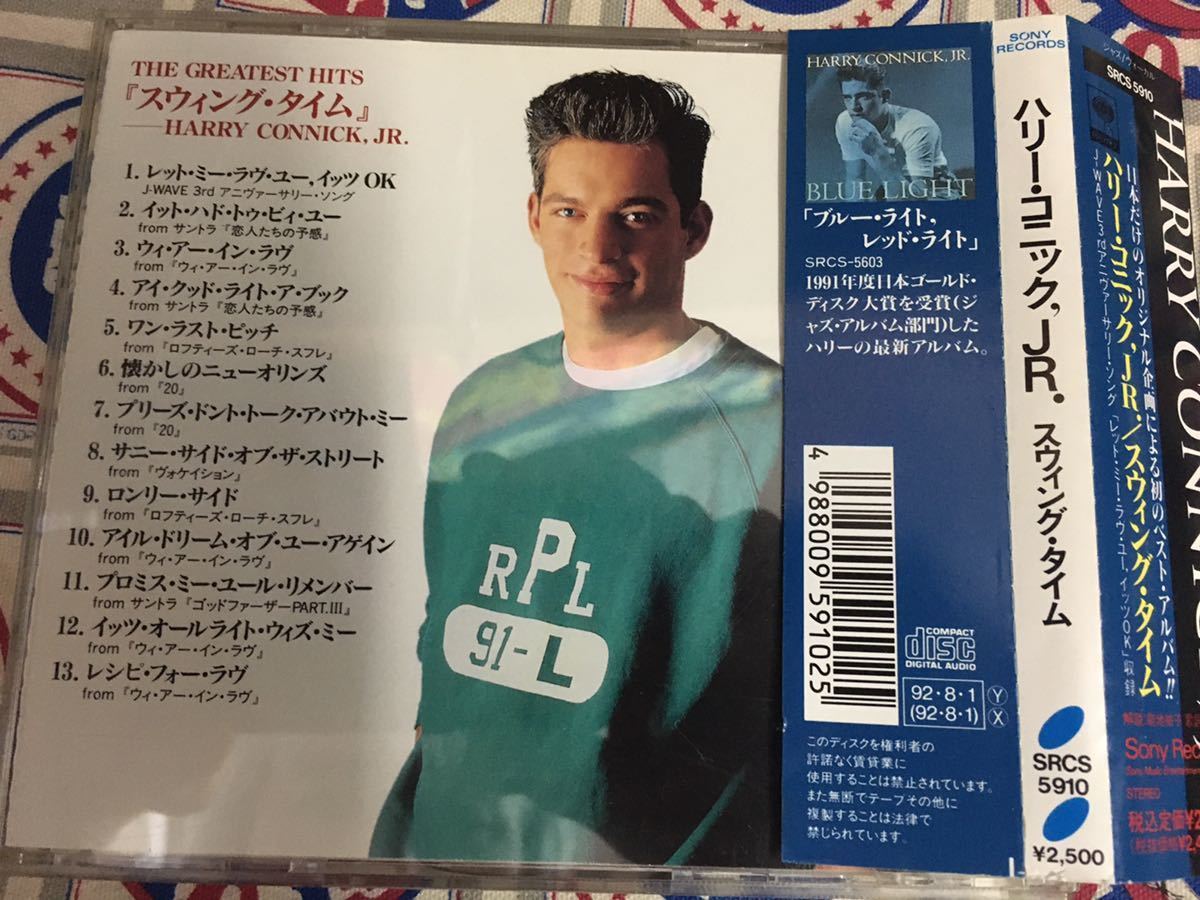 THE GREATEST HITS
『スウィング・タイム』
——HARRY CONNICK, JR.
1. レット・ミー・ラヴ・ユー, イッツ OK
J-WAVE 3rd アニヴァーサリー・ソング
2. イット・ハド・トゥ・ビィ・ユー
from サントラ『恋人たちの予感』
3. ウィ・アー・イン・ラヴ
from『ウィ・アー・イン・ラヴ』
4. アイ・クッド・ライト・ア・ブック
from サントラ『恋人たちの予感』
5. ワン・ラスト・ピッチ
from『ロフティーズ・ローチ・スフレ』
6. 懐かしのニューオリンズ
from『20』
7. プリーズ・ドント・トーク・アバウト・ミー
from『20』
8. サニー・サイド・オブ・ザ・ストリート
from『ヴォケイション』
9. ロンリー・サイド
from『ロフティーズ・ローチ・スフレ』
10. アイル・ドリーム・オブ・ユー・アゲイン
from『ウィ・アー・イン・ラヴ』
11. プロミス・ミー・ユール・リメンバー
from サントラ『ゴッドファーザーPART.III』
12. イッツ・オールライト・ウィズ・ミー
from『ウィ・アー・イン・ラヴ』
13. レシピ・フォー・ラヴ
from『ウィ・アー・イン・ラヴ』
RPL
91-L
HARRY CONNICK, JR.
BLUE LIGHT
「ブルー・ライト,
レッド・ライト」
SRCS-5603
1991年度日本ゴールド・
ディスク大賞を受賞(ジ
ャズ・アルバム部門)した
ハリーの最新アルバム。
4 988009 591025
COMPACT
disc
DIGITAL AUDIO
92・8・1 Ⓨ
(92・8・1) Ⓧ
このディスクを権利者の
許諾なく賃貸業に
使用することは禁止されています。
また無断でテープその他に
複製することは法律で
禁じられています。
SONY
RECORDS
ハリー・コニック, JR. スウィング・タイム
SRCS
5910
¥2,500
ジャズ/ヴォーカル
SRCS 5910
日本だけのオリジナル企画による初のベスト・アルバム!!
ハリー・コニック, JR./スウィング・タイム
J-WAVE 3rdアニヴァーサリー・ソング「レット・ミー・ラヴ・ユー, イッツOK」収録
HARRY CONN
Sony Rec
STEREO
税込定価¥2
(税抜価格¥2,4